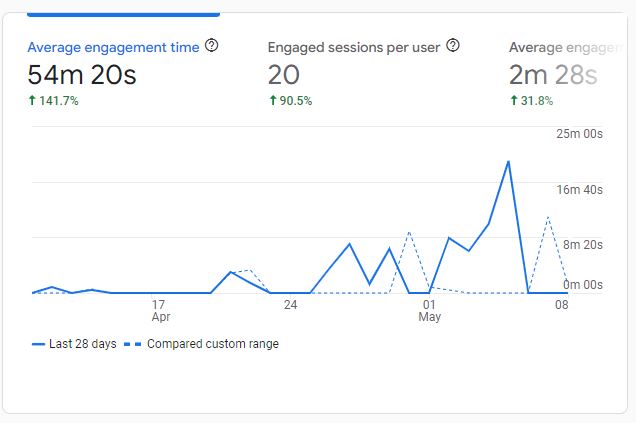 Average engagement time
Engaged sessions per user
Average engagem
54m 20s
20
2m 28s
141.7%
90.5%
31.8%
25m 00s
16m 40s
8m 20s
0m 00s
17
Apr
24
01
May
08
Last 28 days
Compared custom range